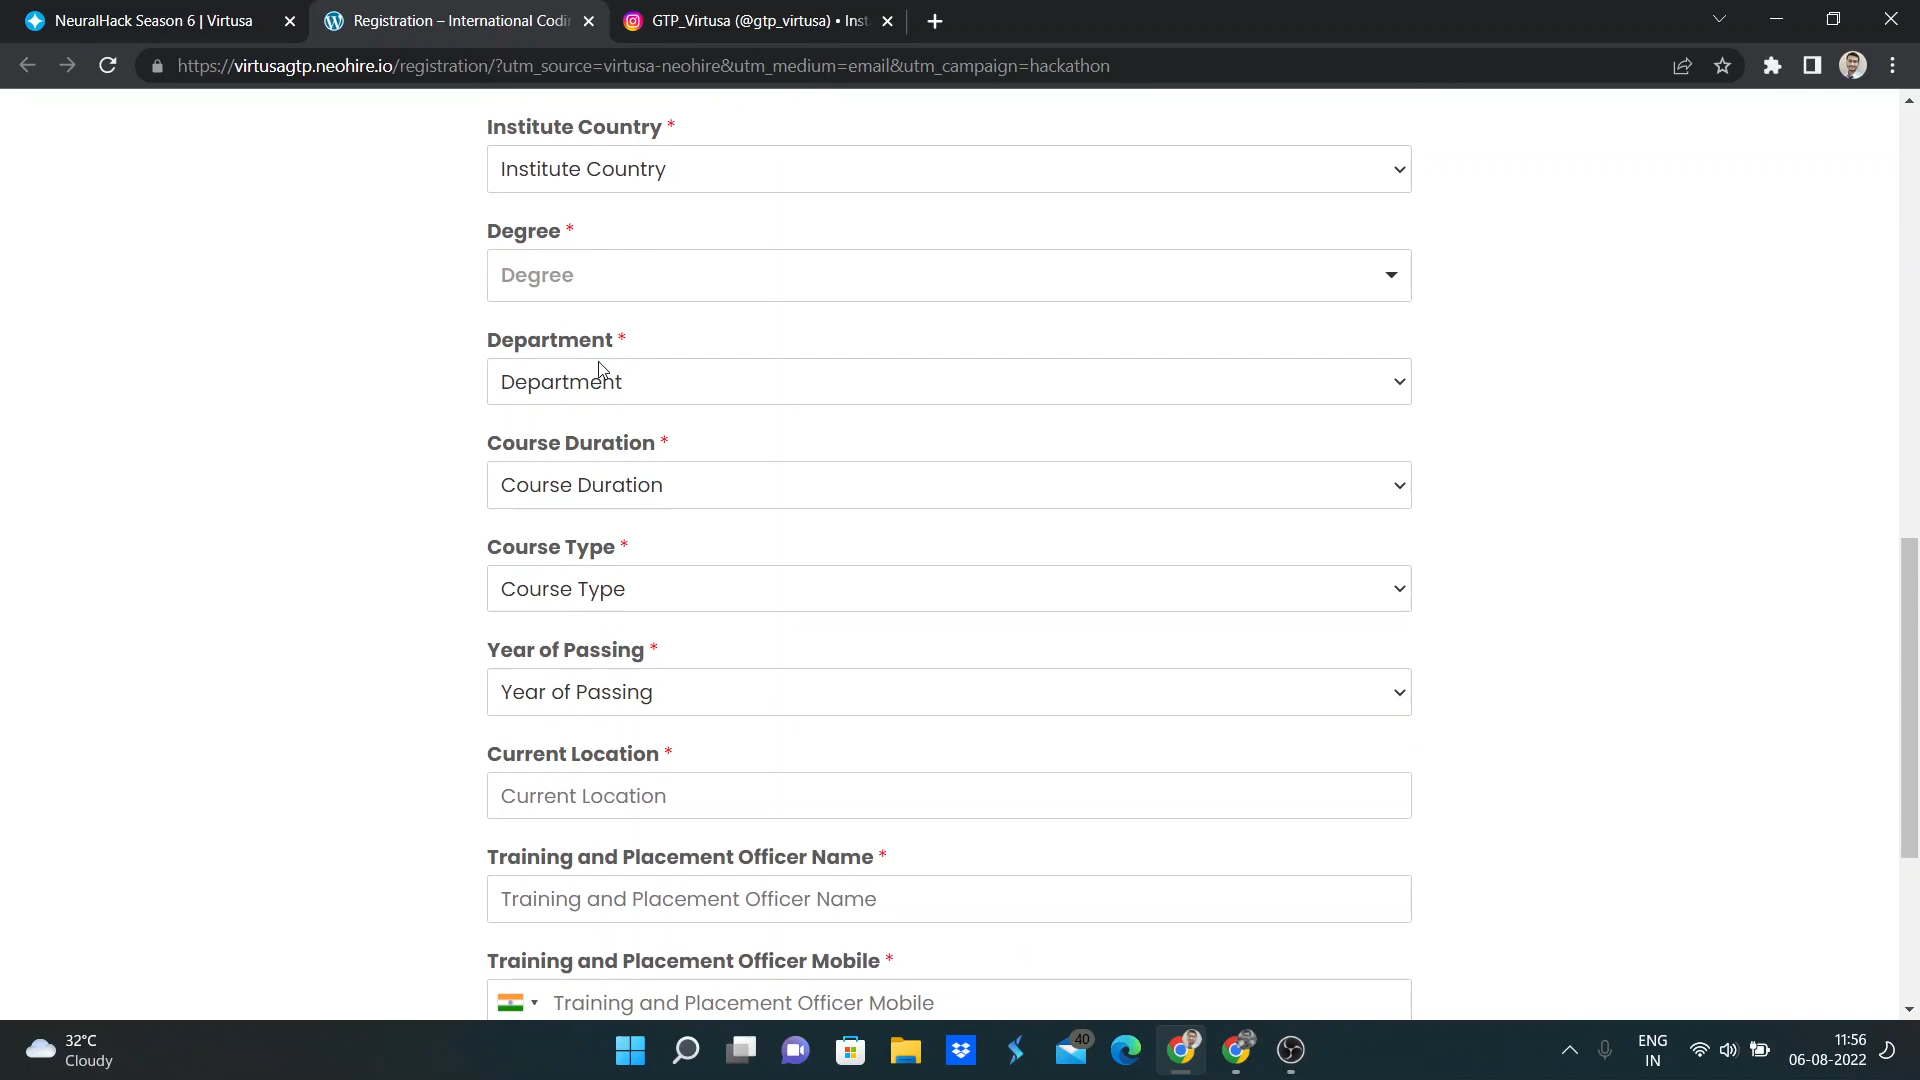 NeuralHack Season 6 | Virtusa
Registration – International Codi
GTP_Virtusa (@gtp_virtusa) • Inst
https://virtusagtp.neohire.io/registration/?utm_source=virtusa-neohire&utm_medium=email&utm_campaign=hackathon
Institute Country *
Institute Country
Degree *
Degree
Department *
Department
Course Duration *
Course Duration
Course Type *
Course Type
Year of Passing *
Year of Passing
Current Location *
Current Location
Training and Placement Officer Name *
Training and Placement Officer Name
Training and Placement Officer Mobile *
Training and Placement Officer Mobile
32°C
Cloudy
40
ENG
IN
11:56
06-08-2022